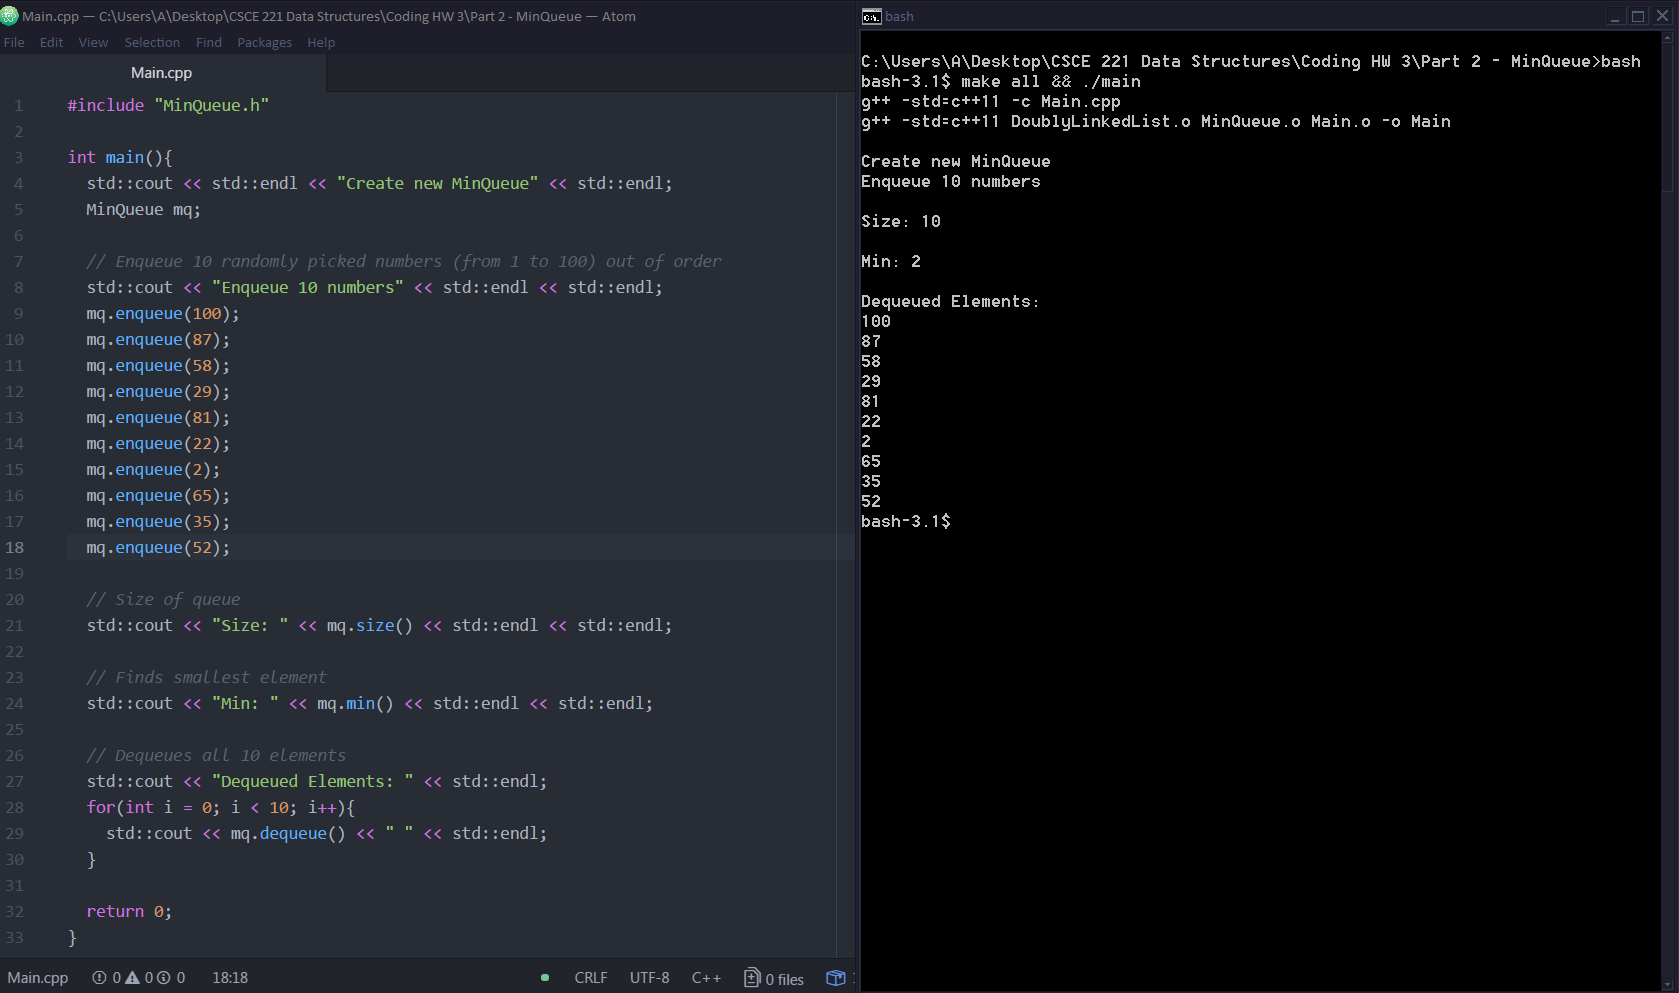 Main.cpp — C:\Users\A\Desktop\CSCE 221 Data Structures\Coding HW 3\Part 2 - MinQueue — Atom
File Edit View Selection Find Packages Help
Main.cpp
1 #include "MinQueue.h"
2
3 int main(){
4 std::cout << std::endl << "Create new MinQueue" << std::endl;
5 MinQueue mq;
6
7 // Enqueue 10 randomly picked numbers (from 1 to 100) out of order
8 std::cout << "Enqueue 10 numbers" << std::endl << std::endl;
9 mq.enqueue(100);
10 mq.enqueue(87);
11 mq.enqueue(58);
12 mq.enqueue(29);
13 mq.enqueue(81);
14 mq.enqueue(22);
15 mq.enqueue(2);
16 mq.enqueue(65);
17 mq.enqueue(35);
18 mq.enqueue(52);
19
20 // Size of queue
21 std::cout << "Size: " << mq.size() << std::endl << std::endl;
22
23 // Finds smallest element
24 std::cout << "Min: " << mq.min() << std::endl << std::endl;
25
26 // Dequeues all 10 elements
27 std::cout << "Dequeued Elements: " << std::endl;
28 for(int i = 0; i < 10; i++){
29 std::cout << mq.dequeue() << " " << std::endl;
30 }
31
32 return 0;
33 }
Main.cpp 0 0 0 18:18 CRLF UTF-8 C++ 0 files
bash
C:\Users\A\Desktop\CSCE 221 Data Structures\Coding HW 3\Part 2 - MinQueue>bash
bash-3.1$ make all && ./main
g++ -std=c++11 -c Main.cpp
g++ -std=c++11 DoublyLinkedList.o MinQueue.o Main.o -o Main
Create new MinQueue
Enqueue 10 numbers
Size: 10
Min: 2
Dequeued Elements:
100
87
58
29
81
22
2
65
35
52
bash-3.1$